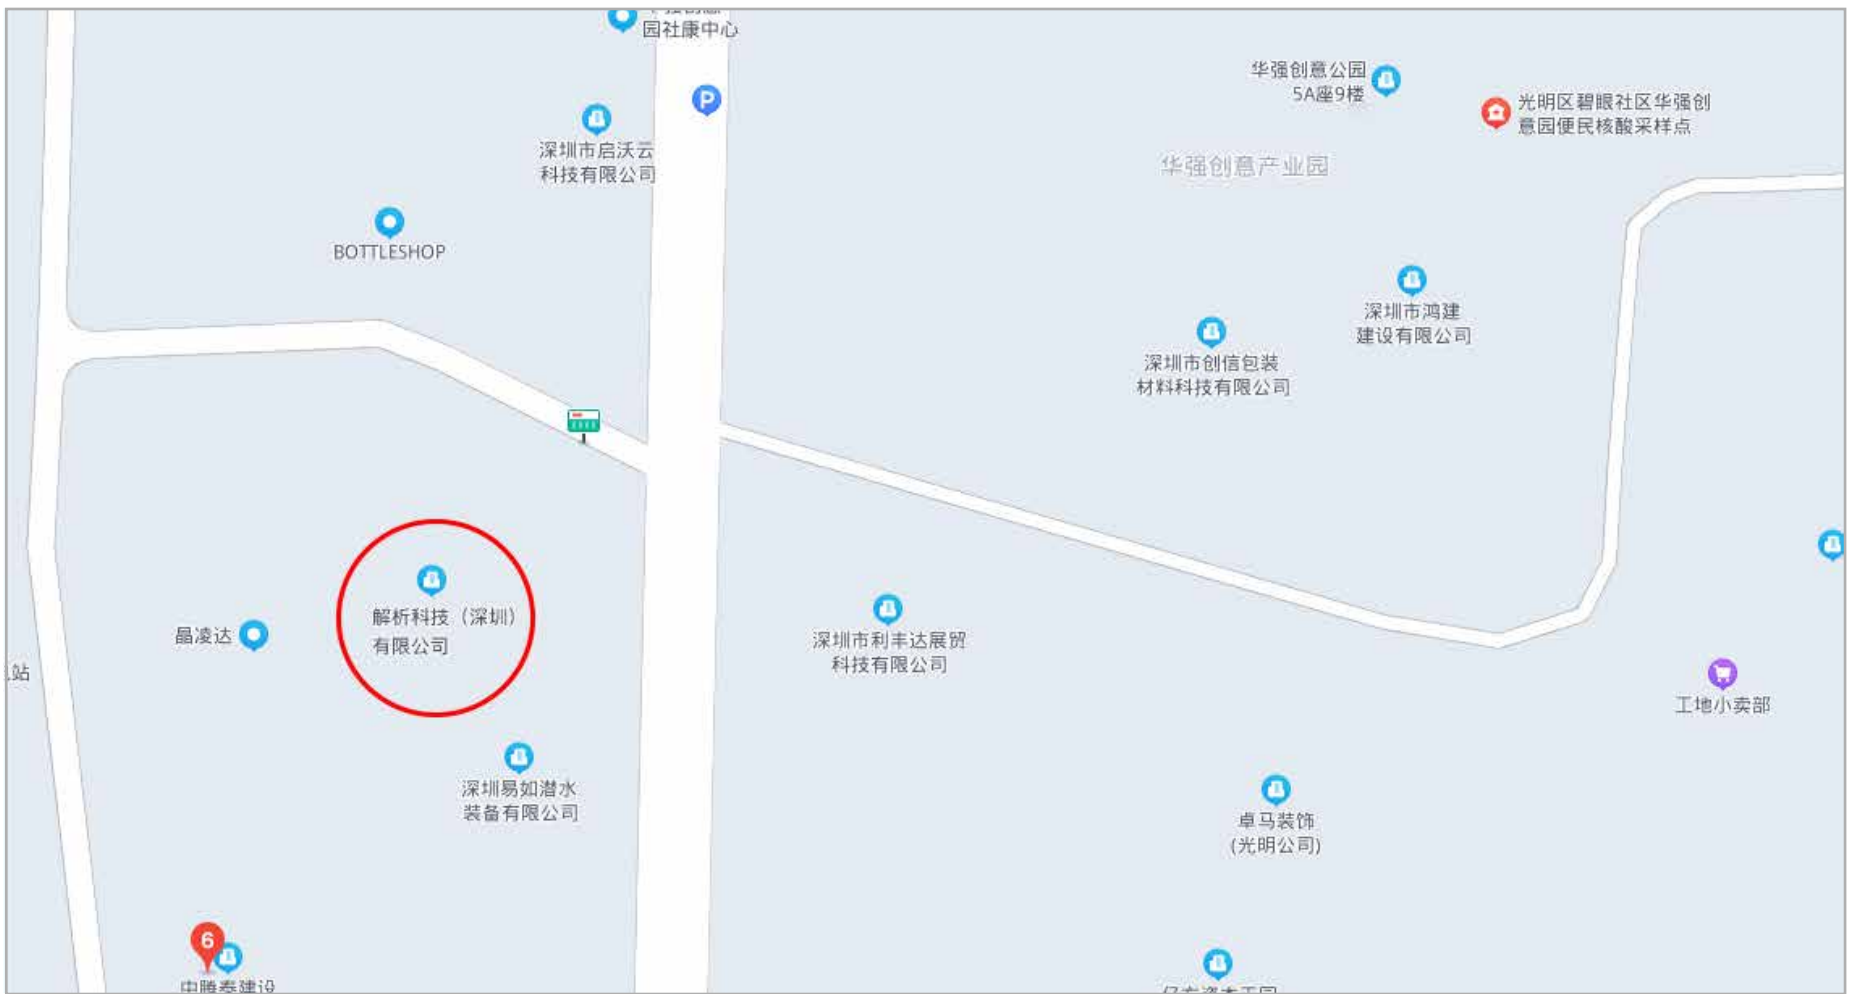 园社康中心
P
华强创意公园
5A座9楼
光明区碧眼社区华强创
意园便民核酸采样点
深圳市启沃云
科技有限公司
华强创意产业园
BOTTLESHOP
深圳市鸿建
建设有限公司
深圳市创信包装
材料科技有限公司
解析科技（深圳）
有限公司
晶凌达
深圳市利丰达展贸
科技有限公司
站
工地小卖部
深圳易如潜水
装备有限公司
卓马装饰
(光明公司)
6
中腾泰建设